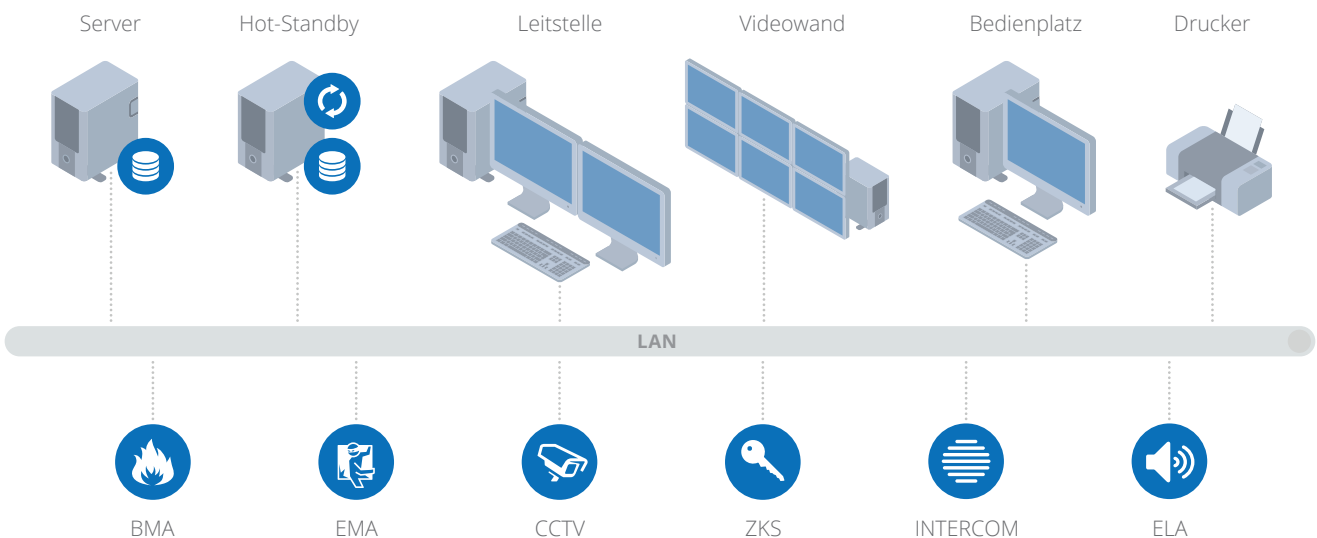 Server
Hot-Standby
Leitstelle
Videowand
Bedienplatz
Drucker
LAN
BMA
EMA
CCTV
ZKS
INTERCOM
ELA